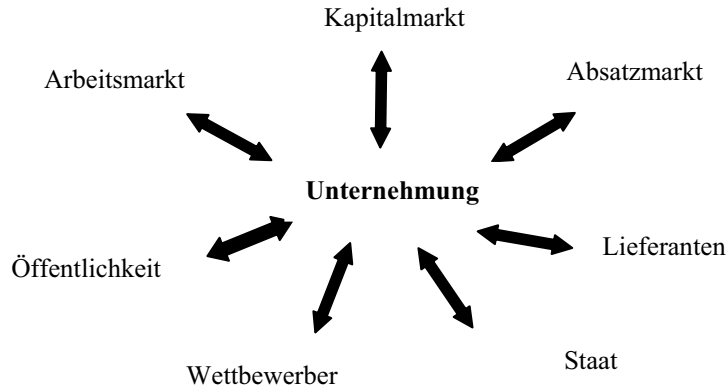 Kapitalmarkt
Arbeitsmarkt
Absatzmarkt
Unternehmung
Lieferanten
Öffentlichkeit
Staat
Wettbewerber